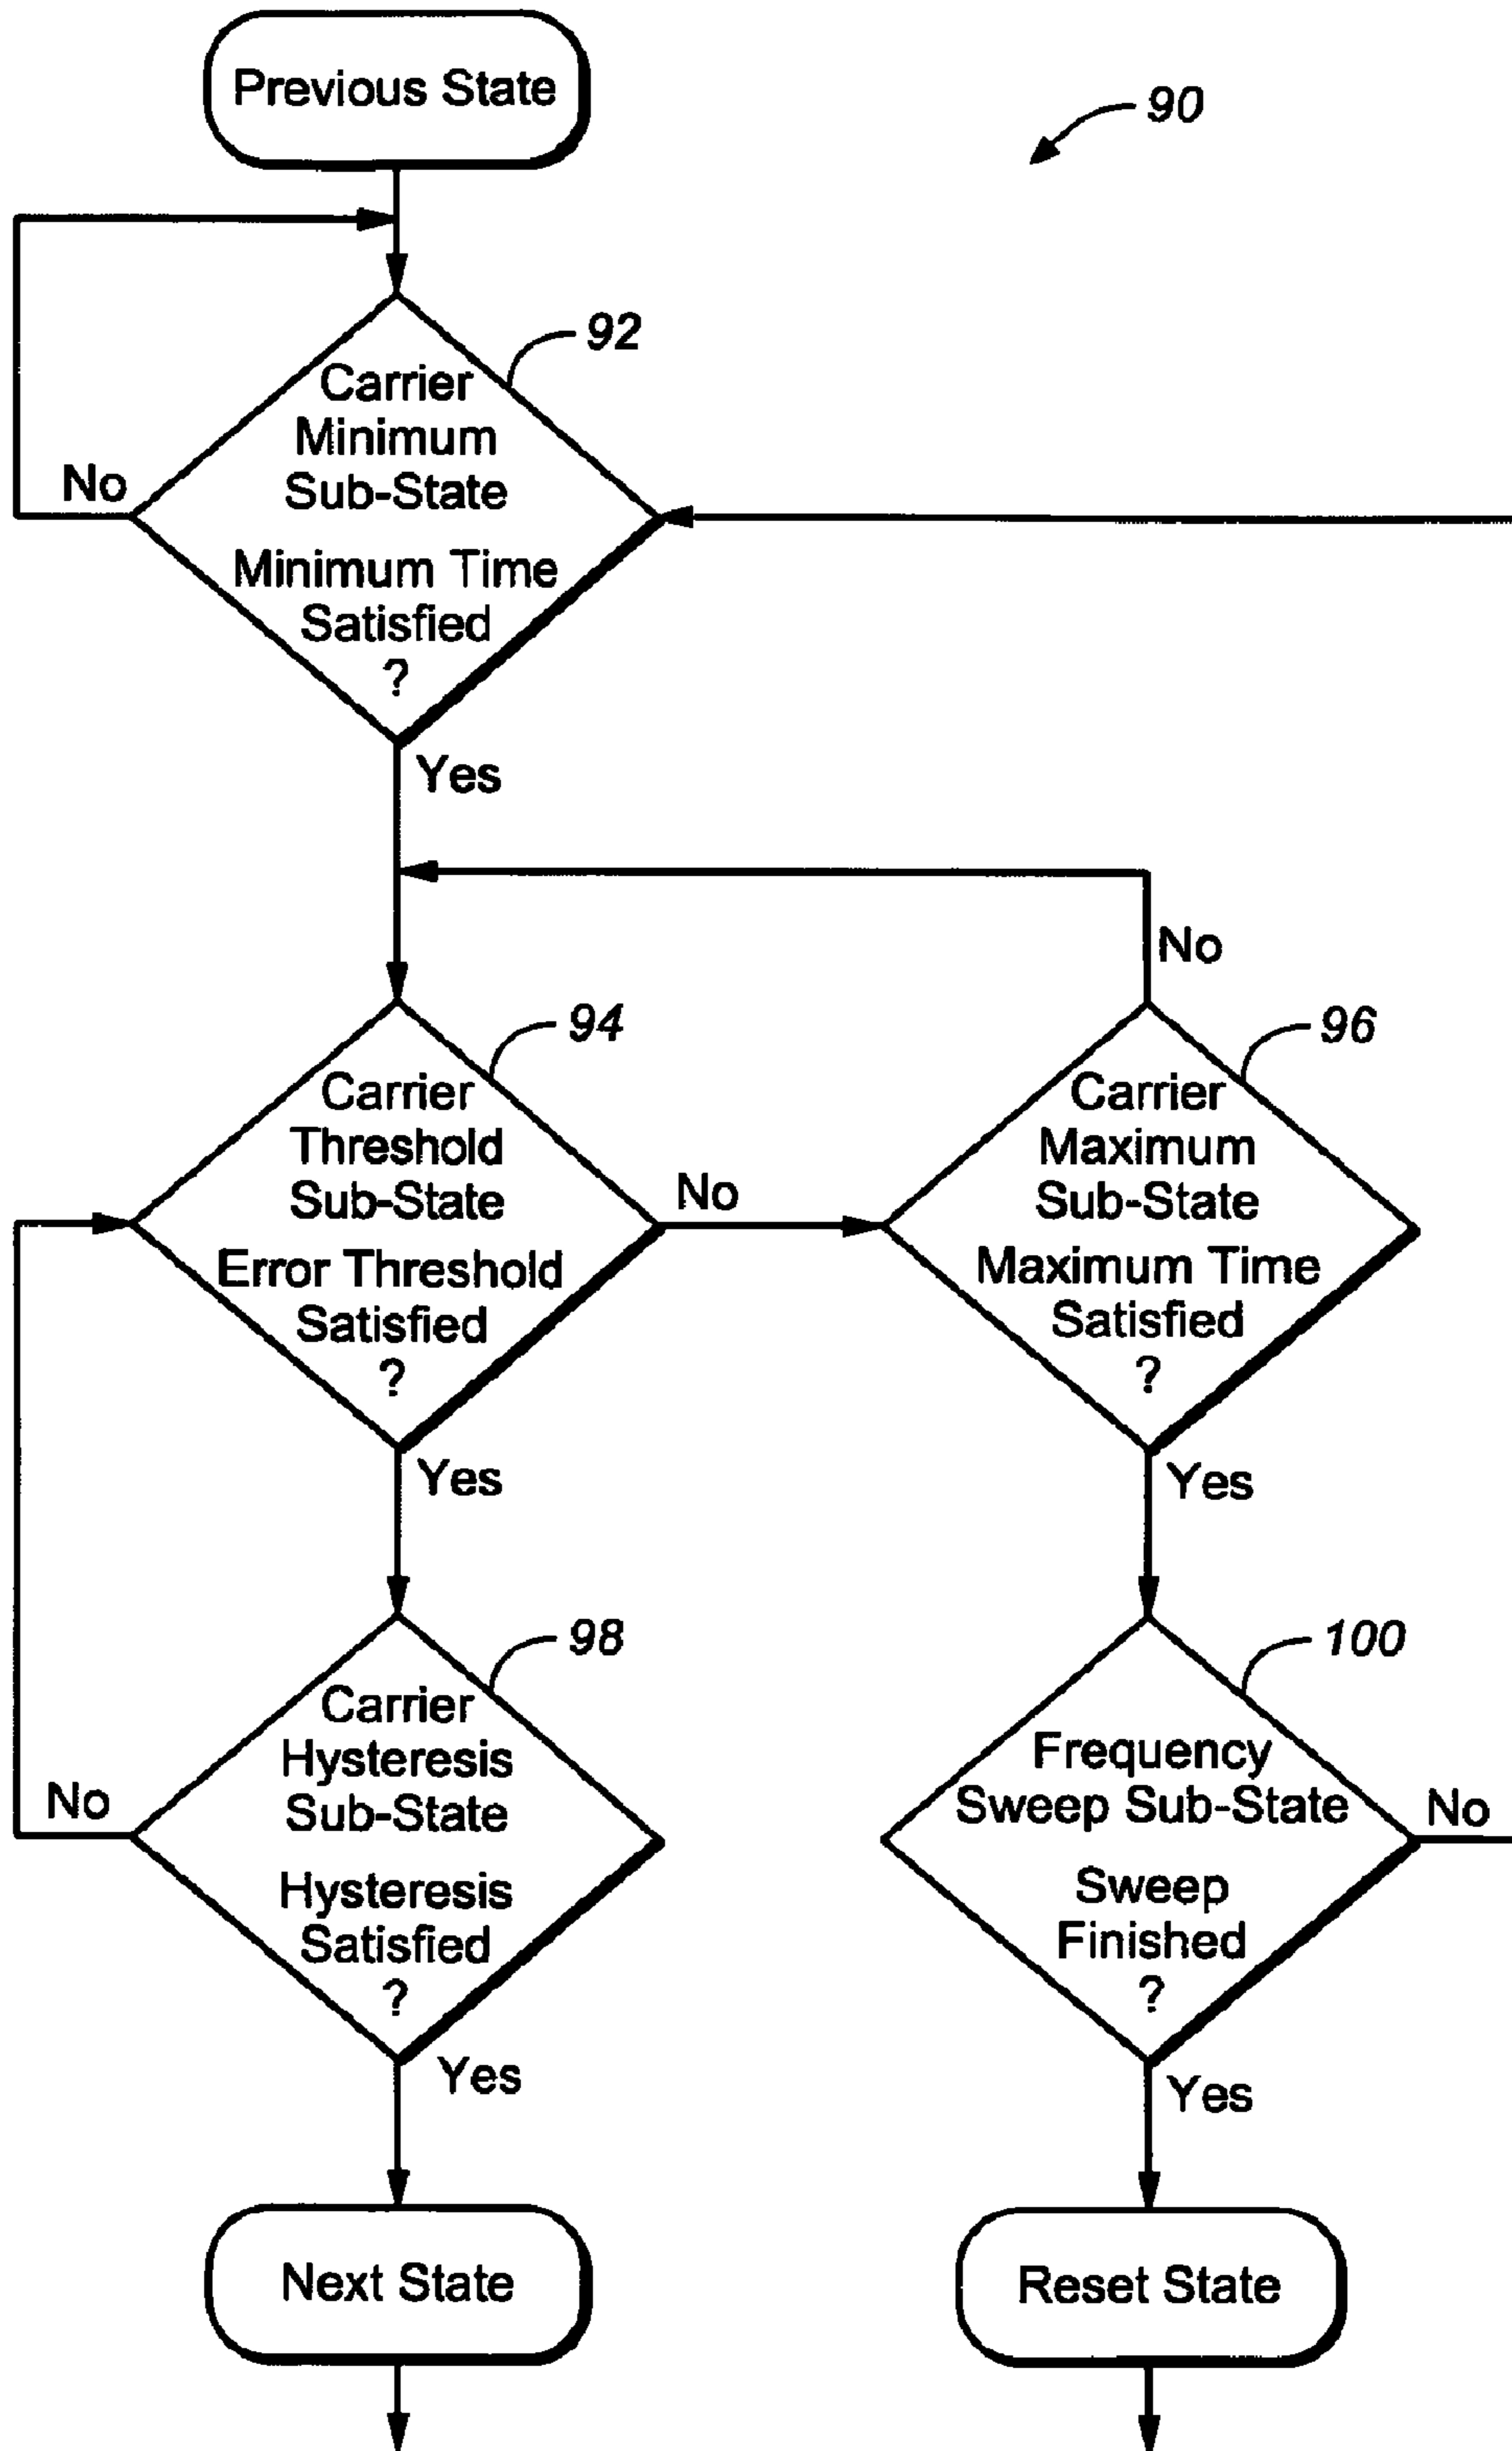 Previous State
90
92
Carrier
Minimum
Sub-State
No
Minimum Time
Satisfied
?
Yes
No
94
Carrier
Threshold
Sub-State
No
Error Threshold
Satisfied
?
Yes
96
Carrier
Maximum
Sub-State
Maximum Time
Satisfied
?
Yes
98
Carrier
Hysteresis
Sub-State
No
Hysteresis
Satisfied
?
Yes
100
Frequency
Sweep Sub-State
No
Sweep
Finished
?
Yes
Next State
Reset State